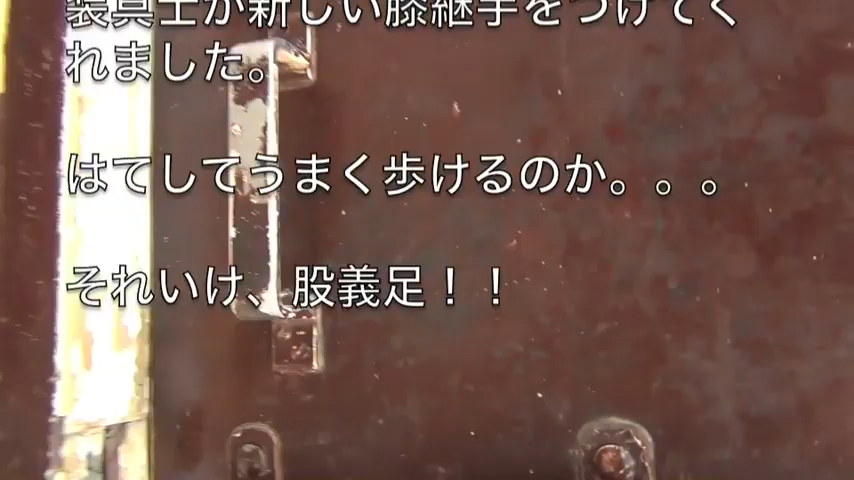 装具士が新しい膝継手をつけてく
れました。
はてしてうまく歩けるのか。。。
それいけ、股義足！！